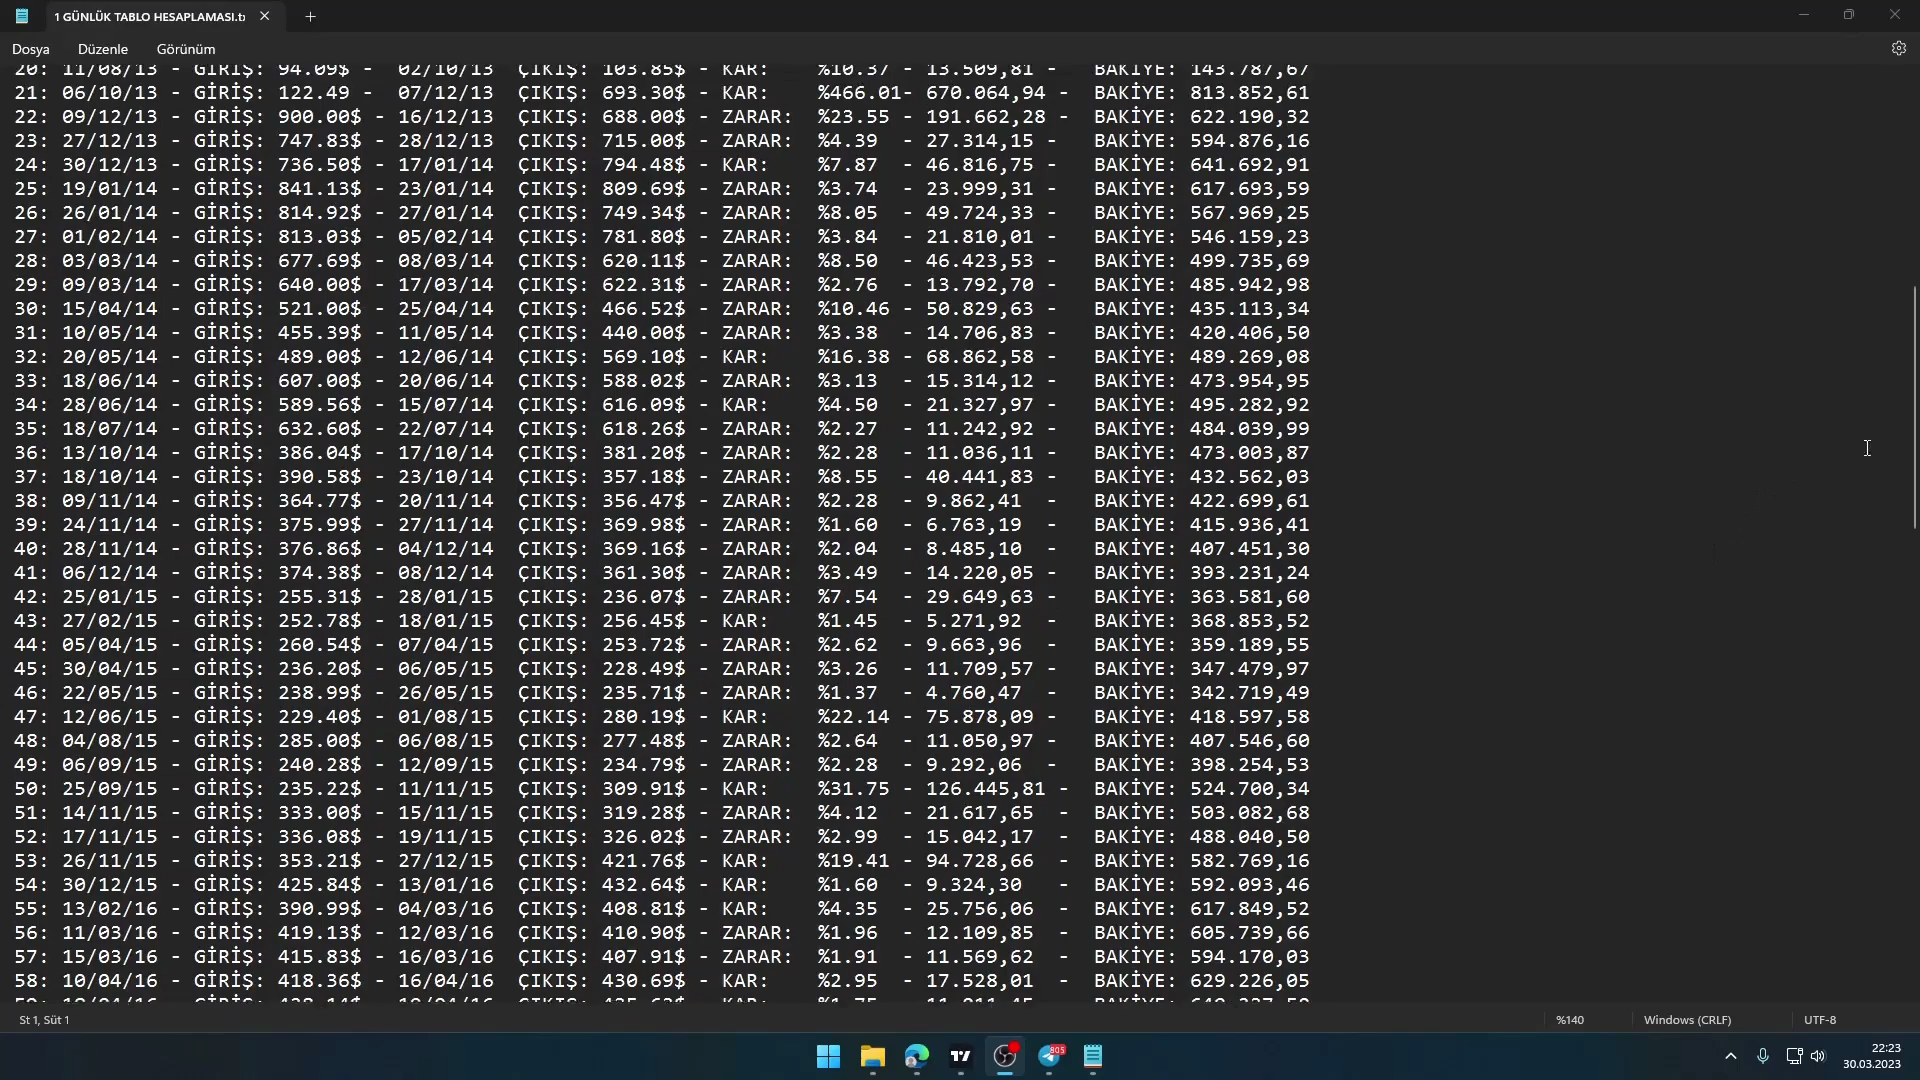 1 GÜNLÜK TABLO HESAPLAMASI.t
Dosya Düzenle Görünüm
20: 11/08/13 - GİRİŞ: 94.09$ - 02/10/13 ÇIKIŞ: 103.85$ - KAR: %10.37 - 13.509,81 - BAKİYE: 143.787,67
21: 06/10/13 - GİRİŞ: 122.49 - 07/12/13 ÇIKIŞ: 693.30$ - KAR: %466.01- 670.064,94 - BAKİYE: 813.852,61
22: 09/12/13 - GİRİŞ: 900.00$ - 16/12/13 ÇIKIŞ: 688.00$ - ZARAR: %23.55 - 191.662,28 - BAKİYE: 622.190,32
23: 27/12/13 - GİRİŞ: 747.83$ - 28/12/13 ÇIKIŞ: 715.00$ - ZARAR: %4.39 - 27.314,15 - BAKİYE: 594.876,16
24: 30/12/13 - GİRİŞ: 736.50$ - 17/01/14 ÇIKIŞ: 794.48$ - KAR: %7.87 - 46.816,75 - BAKİYE: 641.692,91
25: 19/01/14 - GİRİŞ: 841.13$ - 23/01/14 ÇIKIŞ: 809.69$ - ZARAR: %3.74 - 23.999,31 - BAKİYE: 617.693,59
26: 26/01/14 - GİRİŞ: 814.92$ - 27/01/14 ÇIKIŞ: 749.34$ - ZARAR: %8.05 - 49.724,33 - BAKİYE: 567.969,25
27: 01/02/14 - GİRİŞ: 813.03$ - 05/02/14 ÇIKIŞ: 781.80$ - ZARAR: %3.84 - 21.810,01 - BAKİYE: 546.159,23
28: 03/03/14 - GİRİŞ: 677.69$ - 08/03/14 ÇIKIŞ: 620.11$ - ZARAR: %8.50 - 46.423,53 - BAKİYE: 499.735,69
29: 09/03/14 - GİRİŞ: 640.00$ - 17/03/14 ÇIKIŞ: 622.31$ - ZARAR: %2.76 - 13.792,70 - BAKİYE: 485.942,98
30: 15/04/14 - GİRİŞ: 521.00$ - 25/04/14 ÇIKIŞ: 466.52$ - ZARAR: %10.46 - 50.829,63 - BAKİYE: 435.113,34
31: 10/05/14 - GİRİŞ: 455.39$ - 11/05/14 ÇIKIŞ: 440.00$ - ZARAR: %3.38 - 14.706,83 - BAKİYE: 420.406,50
32: 20/05/14 - GİRİŞ: 489.00$ - 12/06/14 ÇIKIŞ: 569.10$ - KAR: %16.38 - 68.862,58 - BAKİYE: 489.269,08
33: 18/06/14 - GİRİŞ: 607.00$ - 20/06/14 ÇIKIŞ: 588.02$ - ZARAR: %3.13 - 15.314,12 - BAKİYE: 473.954,95
34: 28/06/14 - GİRİŞ: 589.56$ - 15/07/14 ÇIKIŞ: 616.09$ - KAR: %4.50 - 21.327,97 - BAKİYE: 495.282,92
35: 18/07/14 - GİRİŞ: 632.60$ - 22/07/14 ÇIKIŞ: 618.26$ - ZARAR: %2.27 - 11.242,92 - BAKİYE: 484.039,99
36: 13/10/14 - GİRİŞ: 386.04$ - 17/10/14 ÇIKIŞ: 381.20$ - ZARAR: %2.28 - 11.036,11 - BAKİYE: 473.003,87
37: 18/10/14 - GİRİŞ: 390.58$ - 23/10/14 ÇIKIŞ: 357.18$ - ZARAR: %8.55 - 40.441,83 - BAKİYE: 432.562,03
38: 09/11/14 - GİRİŞ: 364.77$ - 20/11/14 ÇIKIŞ: 356.47$ - ZARAR: %2.28 - 9.862,41 - BAKİYE: 422.699,61
39: 24/11/14 - GİRİŞ: 375.99$ - 27/11/14 ÇIKIŞ: 369.98$ - ZARAR: %1.60 - 6.763,19 - BAKİYE: 415.936,41
40: 28/11/14 - GİRİŞ: 376.86$ - 04/12/14 ÇIKIŞ: 369.16$ - ZARAR: %2.04 - 8.485,10 - BAKİYE: 407.451,30
41: 06/12/14 - GİRİŞ: 374.38$ - 08/12/14 ÇIKIŞ: 361.30$ - ZARAR: %3.49 - 14.220,05 - BAKİYE: 393.231,24
42: 25/01/15 - GİRİŞ: 255.31$ - 28/01/15 ÇIKIŞ: 236.07$ - ZARAR: %7.54 - 29.649,63 - BAKİYE: 363.581,60
43: 27/02/15 - GİRİŞ: 252.78$ - 18/01/15 ÇIKIŞ: 256.45$ - KAR: %1.45 - 5.271,92 - BAKİYE: 368.853,52
44: 05/04/15 - GİRİŞ: 260.54$ - 07/04/15 ÇIKIŞ: 253.72$ - ZARAR: %2.62 - 9.663,96 - BAKİYE: 359.189,55
45: 30/04/15 - GİRİŞ: 236.20$ - 06/05/15 ÇIKIŞ: 228.49$ - ZARAR: %3.26 - 11.709,57 - BAKİYE: 347.479,97
46: 22/05/15 - GİRİŞ: 238.99$ - 26/05/15 ÇIKIŞ: 235.71$ - ZARAR: %1.37 - 4.760,47 - BAKİYE: 342.719,49
47: 12/06/15 - GİRİŞ: 229.40$ - 01/08/15 ÇIKIŞ: 280.19$ - KAR: %22.14 - 75.878,09 - BAKİYE: 418.597,58
48: 04/08/15 - GİRİŞ: 285.00$ - 06/08/15 ÇIKIŞ: 277.48$ - ZARAR: %2.64 - 11.050,97 - BAKİYE: 407.546,60
49: 06/09/15 - GİRİŞ: 240.28$ - 12/09/15 ÇIKIŞ: 234.79$ - ZARAR: %2.28 - 9.292,06 - BAKİYE: 398.254,53
50: 25/09/15 - GİRİŞ: 235.22$ - 11/11/15 ÇIKIŞ: 309.91$ - KAR: %31.75 - 126.445,81 - BAKİYE: 524.700,34
51: 14/11/15 - GİRİŞ: 333.00$ - 15/11/15 ÇIKIŞ: 319.28$ - ZARAR: %4.12 - 21.617,65 - BAKİYE: 503.082,68
52: 17/11/15 - GİRİŞ: 336.08$ - 19/11/15 ÇIKIŞ: 326.02$ - ZARAR: %2.99 - 15.042,17 - BAKİYE: 488.040,50
53: 26/11/15 - GİRİŞ: 353.21$ - 27/12/15 ÇIKIŞ: 421.76$ - KAR: %19.41 - 94.728,66 - BAKİYE: 582.769,16
54: 30/12/15 - GİRİŞ: 425.84$ - 13/01/16 ÇIKIŞ: 432.64$ - KAR: %1.60 - 9.324,30 - BAKİYE: 592.093,46
55: 13/02/16 - GİRİŞ: 390.99$ - 04/03/16 ÇIKIŞ: 408.81$ - KAR: %4.35 - 25.756,06 - BAKİYE: 617.849,52
56: 11/03/16 - GİRİŞ: 419.13$ - 12/03/16 ÇIKIŞ: 410.90$ - ZARAR: %1.96 - 12.109,85 - BAKİYE: 605.739,66
57: 15/03/16 - GİRİŞ: 415.83$ - 16/03/16 ÇIKIŞ: 407.91$ - ZARAR: %1.91 - 11.569,62 - BAKİYE: 594.170,03
58: 10/04/16 - GİRİŞ: 418.36$ - 16/04/16 ÇIKIŞ: 430.69$ - KAR: %2.95 - 17.528,01 - BAKİYE: 629.226,05
St 1, Süt 1 %140 Windows (CRLF) UTF-8
805
22:23
30.03.2023